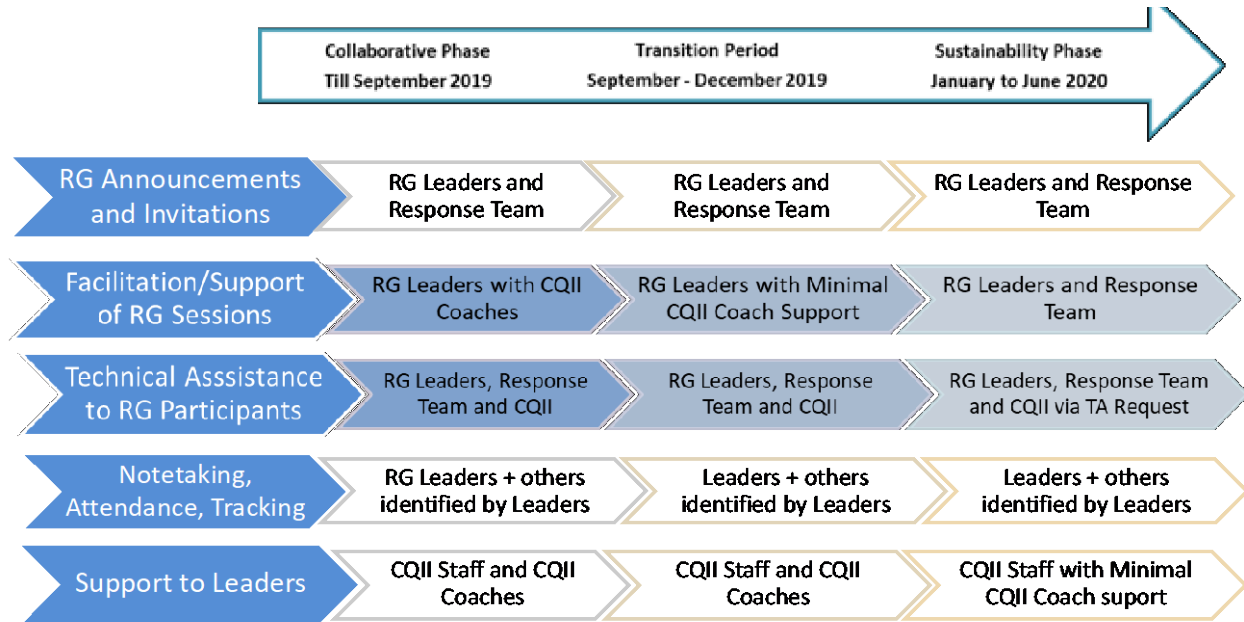 Collaborative Phase
Till September 2019
Transition Period
September - December 2019
Sustainability Phase
January to June 2020
RG Announcements
and Invitations
RG Leaders and
Response Team
RG Leaders and
Response Team
RG Leaders and Response
Team
Facilitation/Support
of RG Sessions
RG Leaders with CQII
Coaches
RG Leaders with Minimal
CQII Coach Support
RG Leaders and Response
Team
Technical Asssistance
to RG Participants
RG Leaders, Response
Team and CQII
RG Leaders, Response
Team and CQII
RG Leaders, Response Team
and CQII via TA Request
Notetaking,
Attendance, Tracking
RG Leaders + others
identified by Leaders
Leaders + others
identified by Leaders
Leaders + others
identified by Leaders
Support to Leaders
CQII Staff and CQII
Coaches
CQII Staff and CQII
Coaches
CQII Staff with Minimal
CQII Coach suport